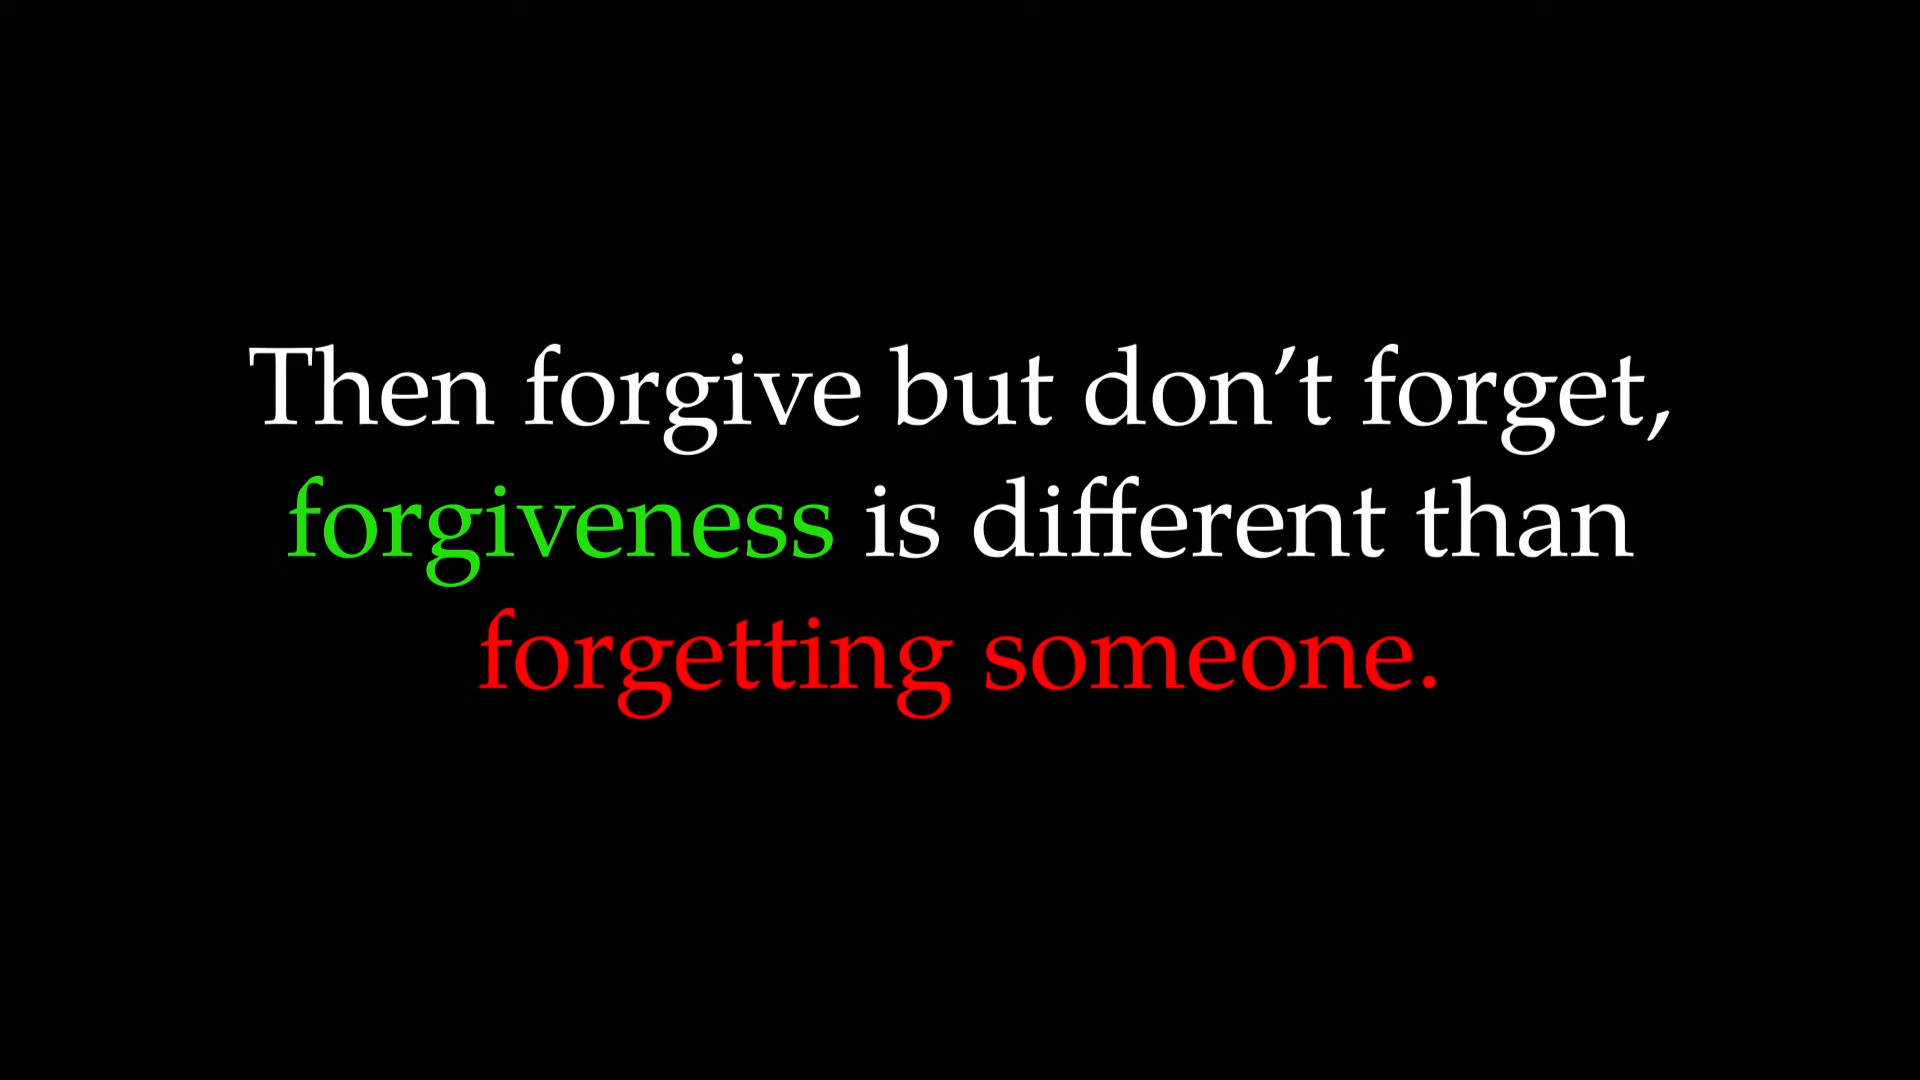 Then forgive but don’t forget,
forgiveness is different than
forgetting someone.